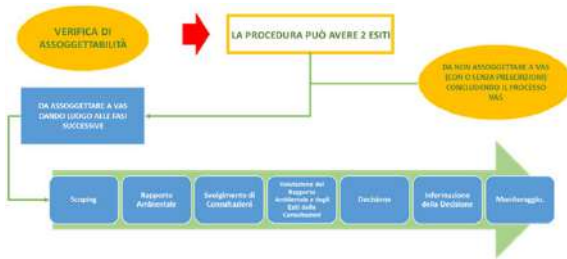 VERIFICA DI
ASSOGGETTABILITÀ
LA PROCEDURA PUÒ AVERE 2 ESITI
DA NON ASSOGGETTARE A VAS
(CON O SENZA PRESCRIZIONI)
CONCLUDENDO IL PROCESSO
VAS
DA ASSOGGETTARE A VAS
DANDO LUOGO ALLE FASI
SUCCESSIVE
Scoping
Rapporto
Ambientale
Svolgimento di
Consultazioni
Valutazione del
Rapporto
Ambientale e degli
Esiti delle
Consultazioni
Decisione
Informazione
della Decisione
Monitoraggio.